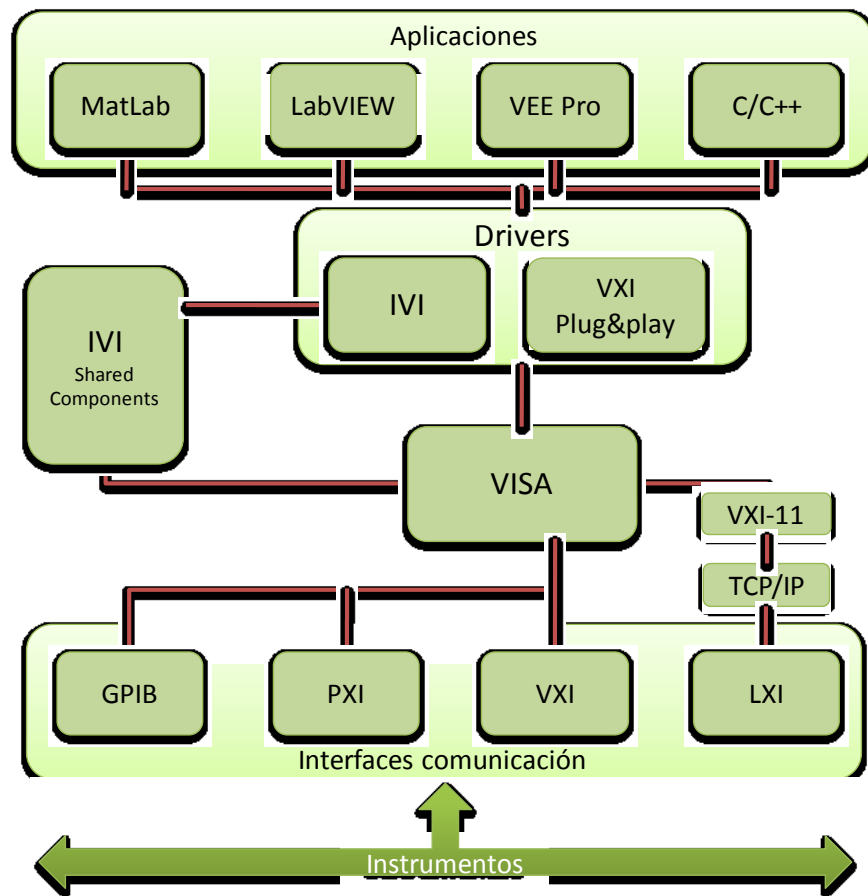 Aplicaciones
MatLab
LabVIEW
VEE Pro
C/C++
Drivers
IVI
VXI
Plug&play
IVI
Shared
Components
VISA
VXI-11
TCP/IP
GPIB
PXI
VXI
LXI
Interfaces comunicación
Instrumentos